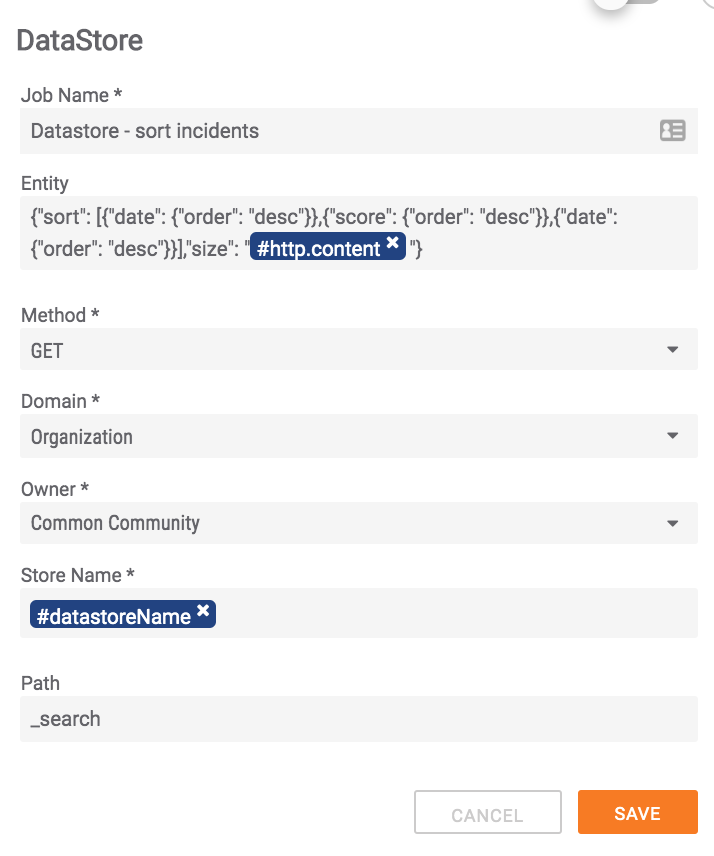 DataStore
Job Name *
Datastore - sort incidents
Entity
{"sort": [{"date": {"order": "desc"}},{"score": {"order": "desc"}},{"date":
{"order": "desc"}}],"size": "#http.content × "}
Method *
GET
Domain *
Organization
Owner *
Common Community
Store Name *
#datastoreName ×
Path
_search
CANCEL
SAVE